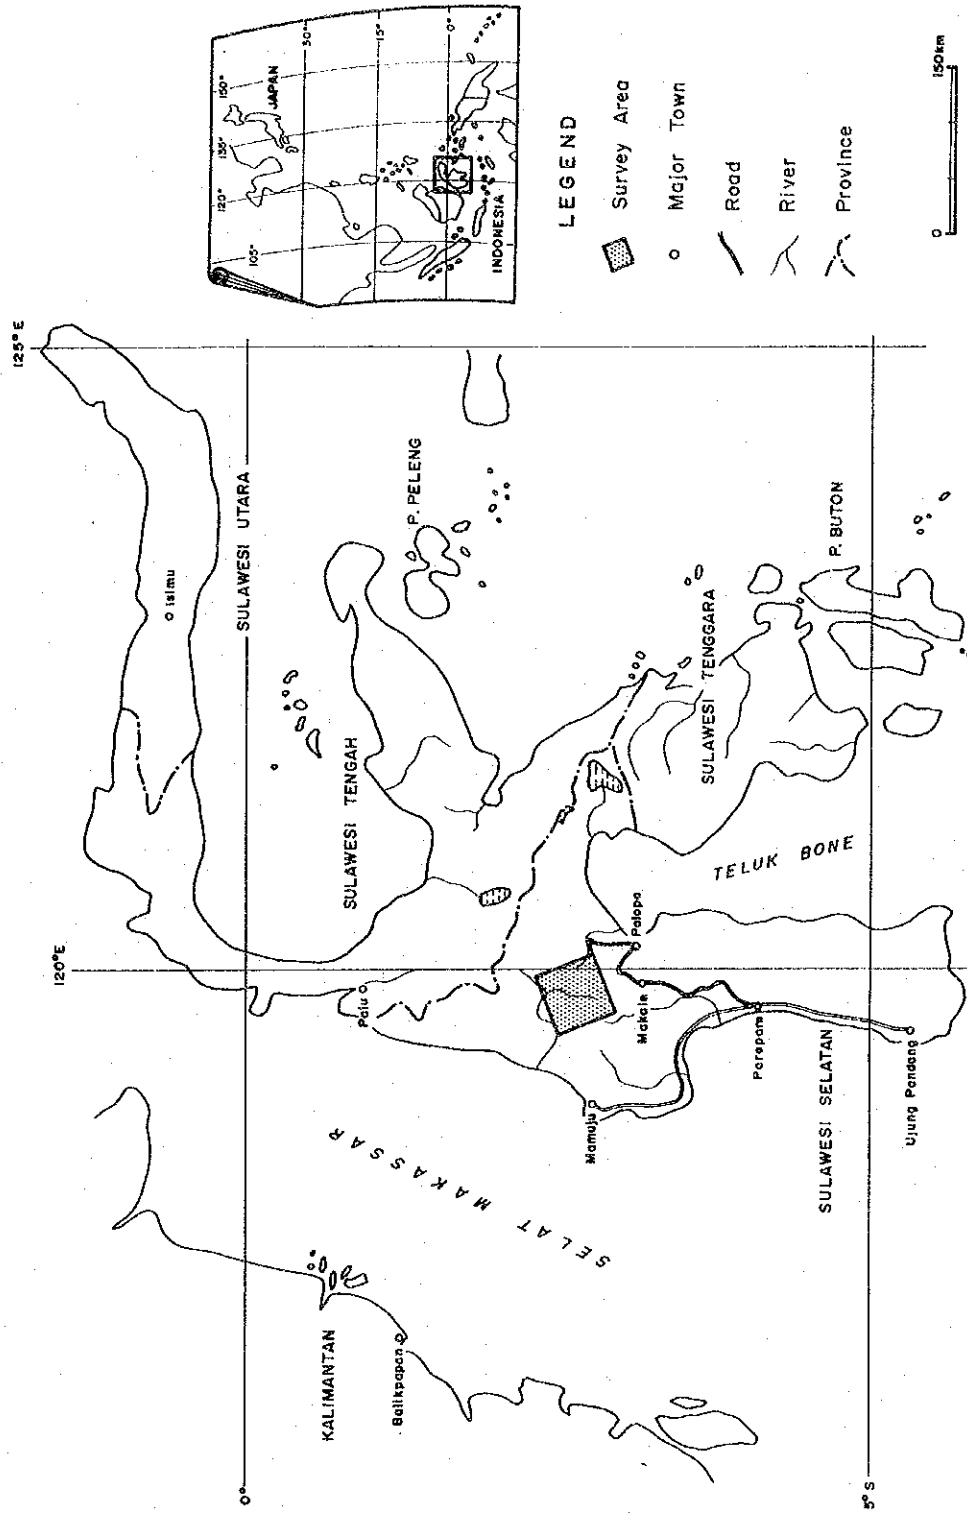 125° E
120° E
0°
5° S
KALIMANTAN
Balikpapan
SELAT MAKASSAR
SULAWESI UTARA
Isimu
SULAWESI TENGAH
Palu
P. PELENG
SULAWESI TENGGARA
P. BUTON
TELUK BONE
Mamuju
Makale
Palopo
Parepare
SULAWESI SELATAN
Ujung Pandang
105°
120°
135°
150°
30°
15°
0°
JAPAN
INDONESIA
LEGEND
Survey Area
Major Town
Road
River
Province
0
150km